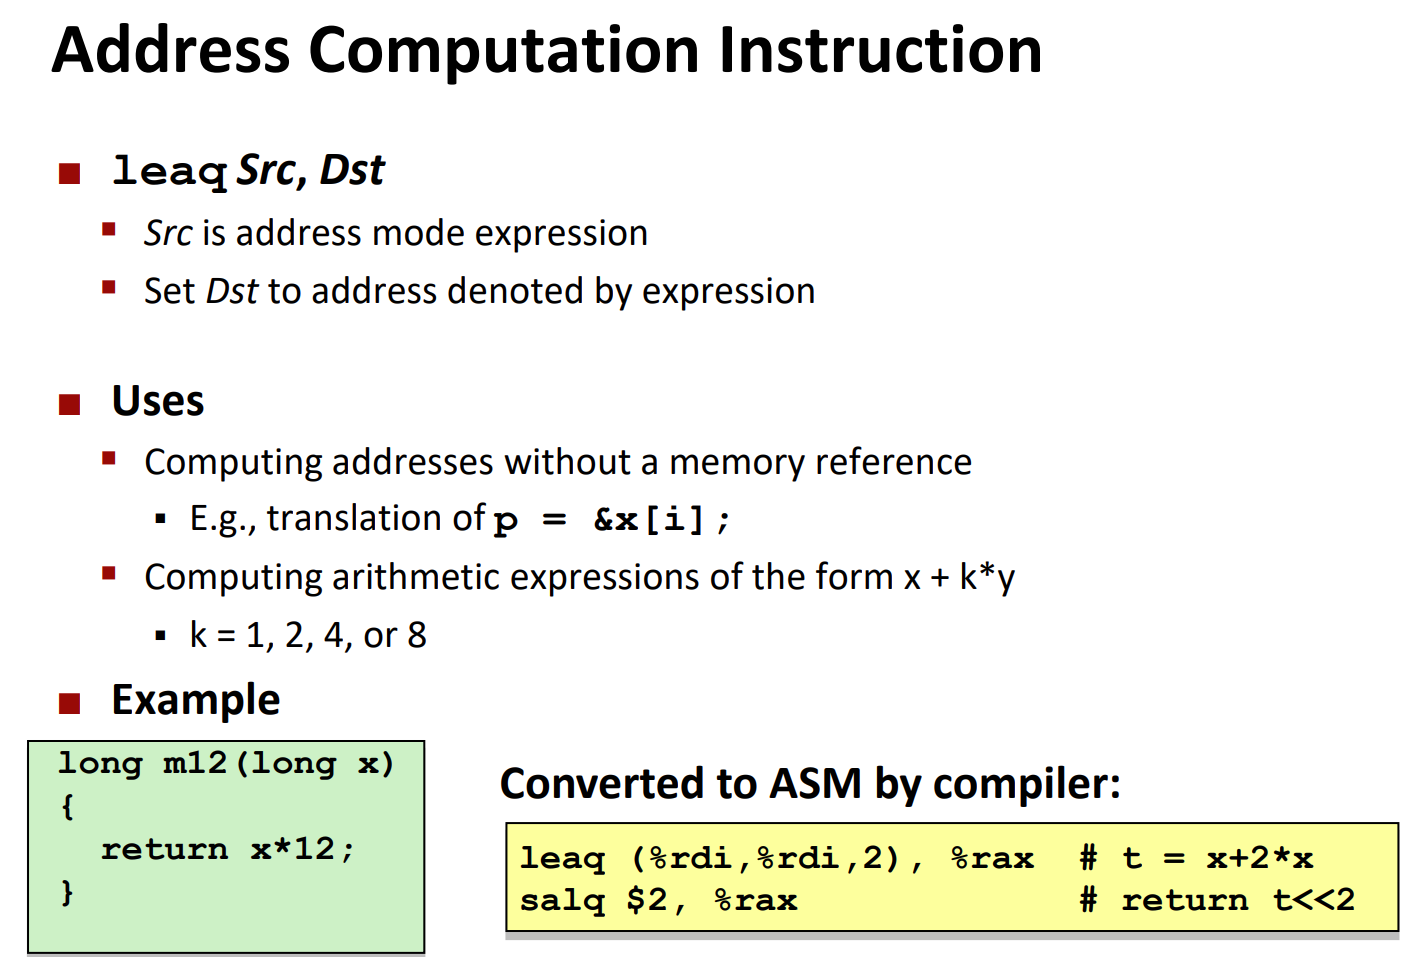 Address Computation Instruction
leaq Src, Dst
Src is address mode expression
Set Dst to address denoted by expression
Uses
Computing addresses without a memory reference
E.g., translation of p = &x[i];
Computing arithmetic expressions of the form x + k*y
k = 1, 2, 4, or 8
Example
long m12(long x)
{
return x*12;
}
Converted to ASM by compiler:
leaq (%rdi,%rdi,2), %rax # t = x+2*x
salq $2, %rax # return t<<2